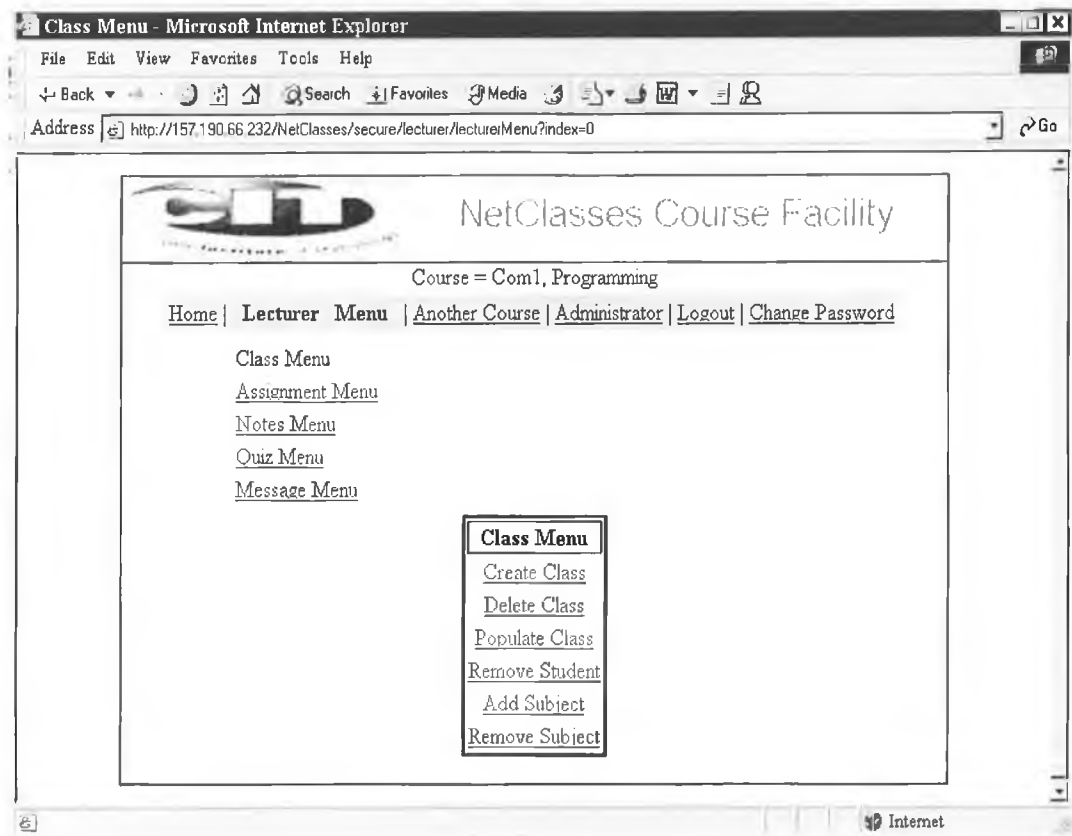 Class Menu - Microsoft Internet Explorer
File Edit View Favorites Tools Help
Back Search Favorites Media
Address http://157.190.66.232/NetClasses/secure/lecturer/lecturerMenu?index=0 Go
CIT NetClasses Course Facility
Course = Com1, Programming
Home | Lecturer Menu | Another Course | Administrator | Logout | Change Password
Class Menu
Assignment Menu
Notes Menu
Quiz Menu
Message Menu
Class Menu
Create Class
Delete Class
Populate Class
Remove Student
Add Subject
Remove Subject
Internet